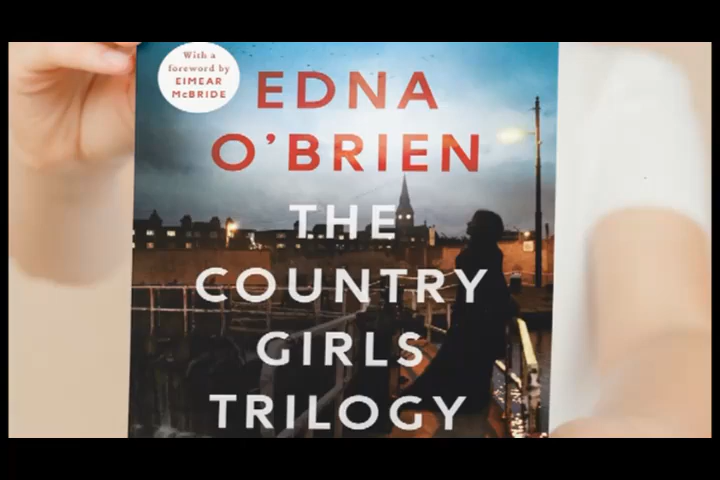 With a
foreword by
EIMEAR
McBRIDE
EDNA
O'BRIEN
THE
COUNTRY
GIRLS
TRILOGY